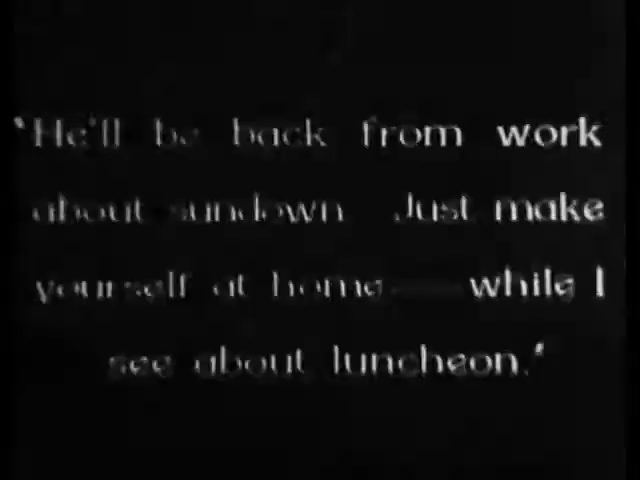 "He'll be back from work
about sundown. Just make
yourself at home — while I
see about luncheon."